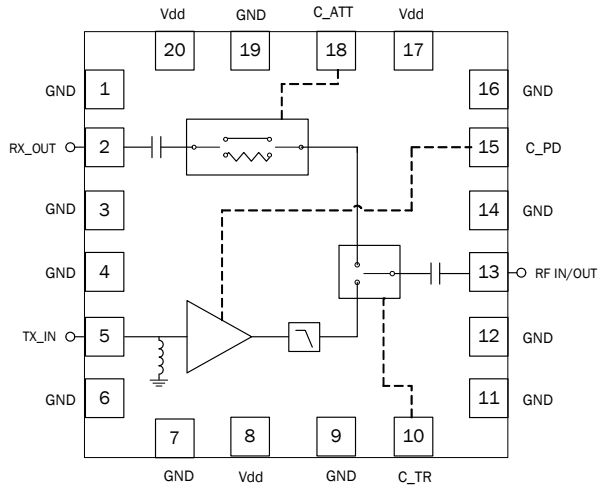 Vdd GND C_ATT Vdd
20 19 18 17
GND 1 16 GND
RX_OUT 2 15 C_PD
GND 3 14 GND
GND 4 13 RF IN/OUT
TX_IN 5 12 GND
GND 6 11 GND
7 8 9 10
GND Vdd GND C_TR